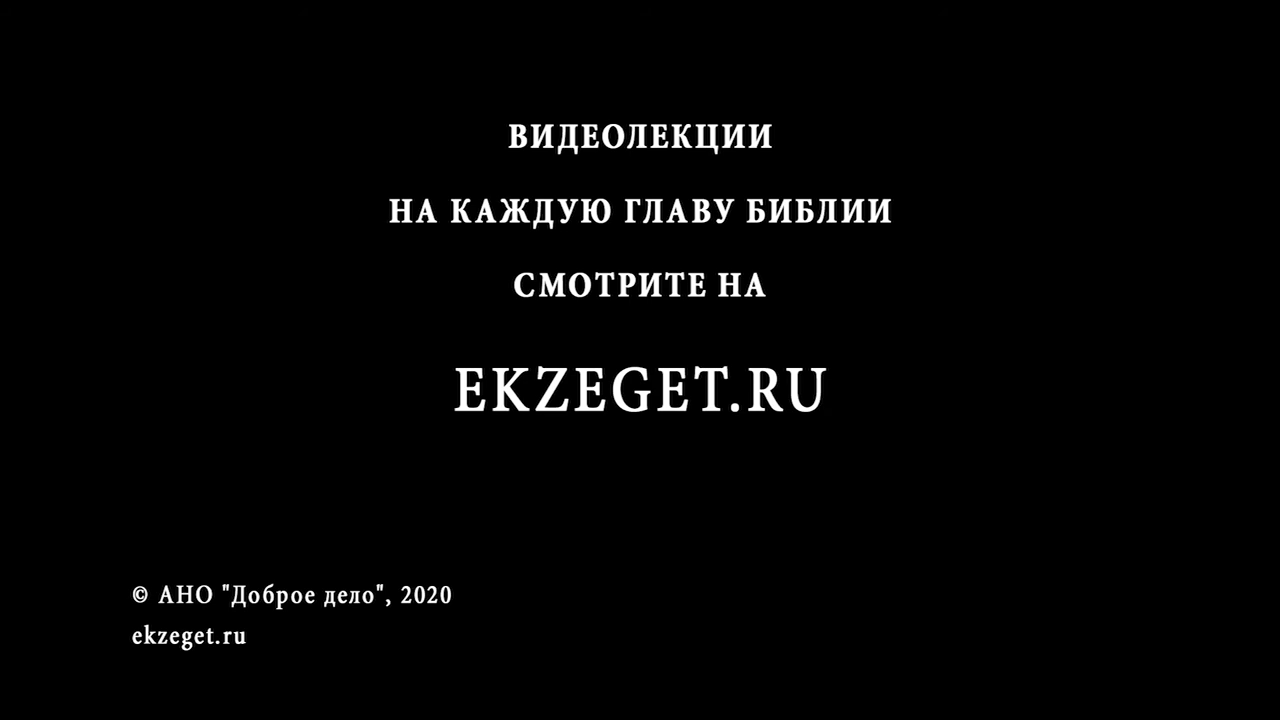 ВИДЕОЛЕКЦИИ
НА КАЖДУЮ ГЛАВУ БИБЛИИ
СМОТРИТЕ НА
EKZEGET.RU
© АНО "Доброе дело", 2020
ekzeget.ru